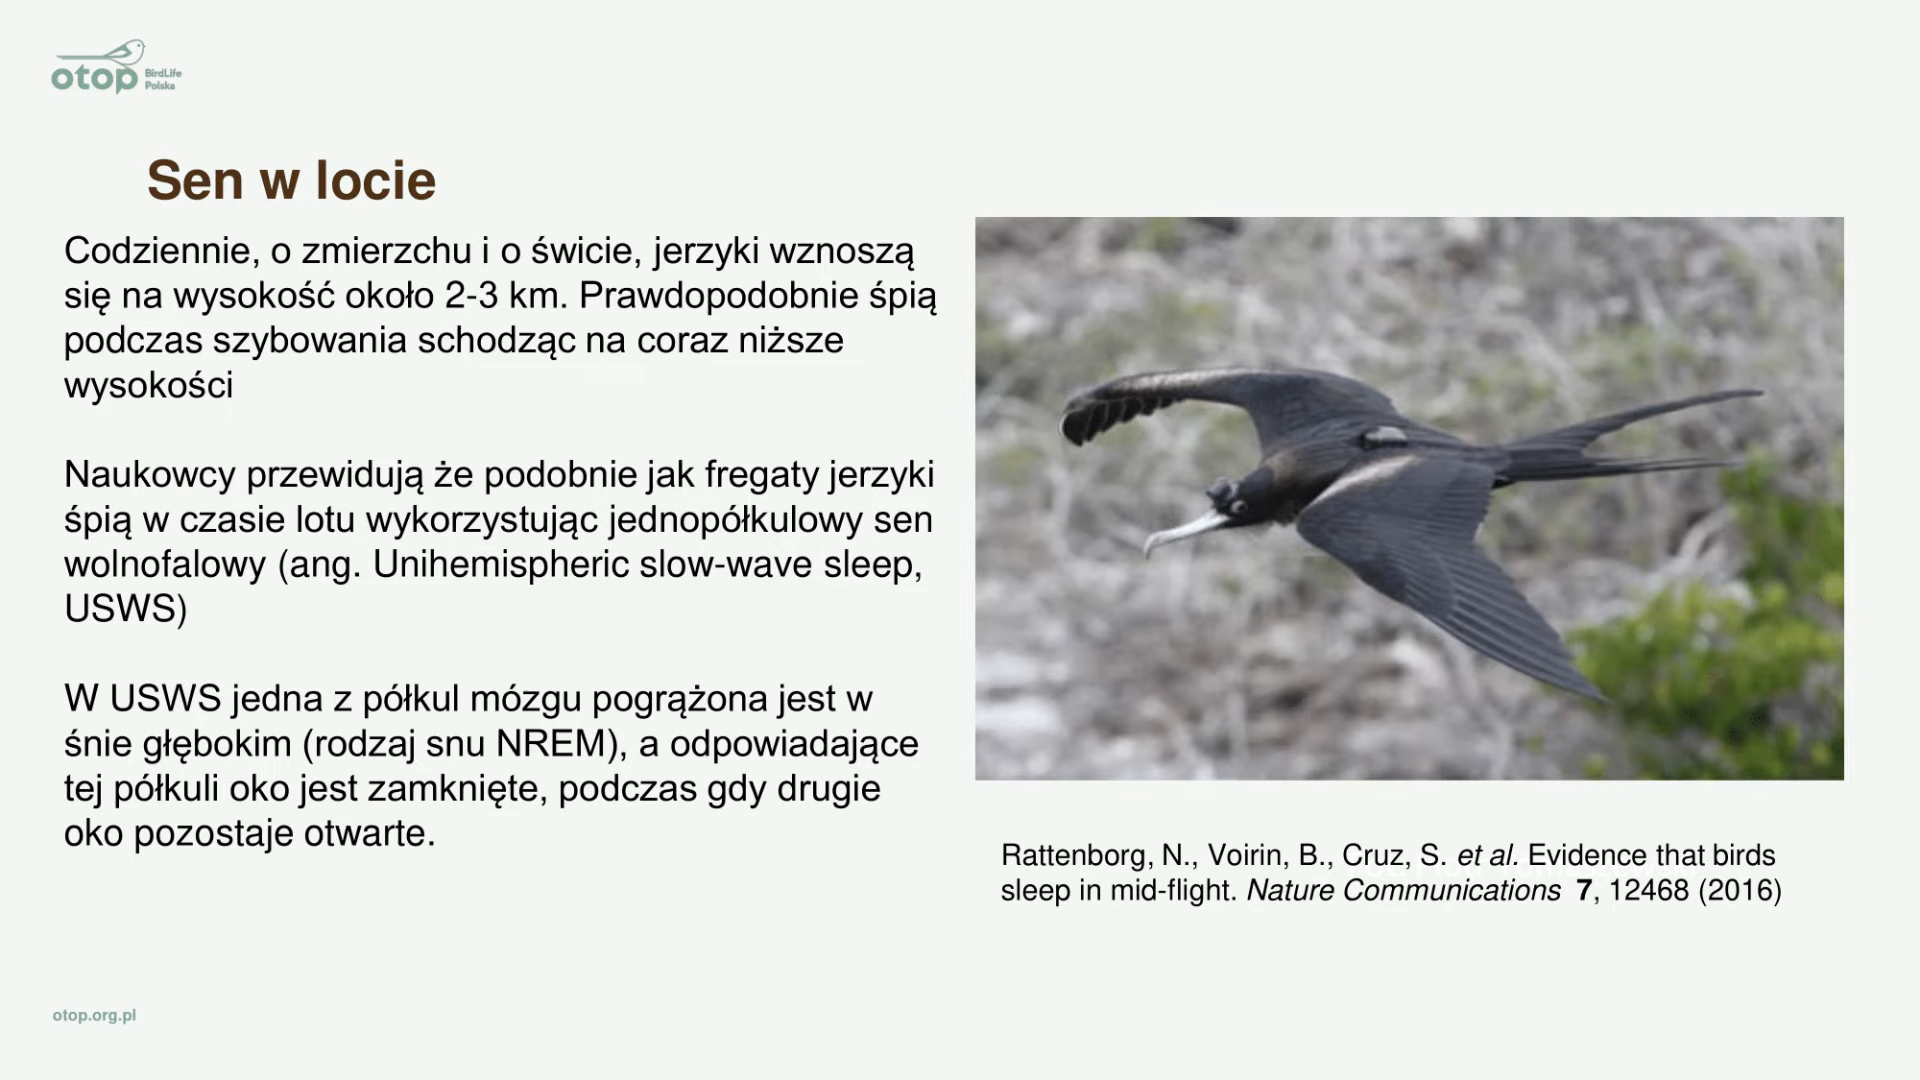 otop BirdLife
Polska
Sen w locie
Codziennie, o zmierzchu i o świcie, jerzyki wznoszą
się na wysokość około 2-3 km. Prawdopodobnie śpią
podczas szybowania schodząc na coraz niższe
wysokości
Naukowcy przewidują że podobnie jak fregaty jerzyki
śpią w czasie lotu wykorzystując jednopółkulowy sen
wolnofalowy (ang. Unihemispheric slow-wave sleep,
USWS)
W USWS jedna z półkul mózgu pogrążona jest w
śnie głębokim (rodzaj snu NREM), a odpowiadające
tej półkuli oko jest zamknięte, podczas gdy drugie
oko pozostaje otwarte.
Rattenborg, N., Voirin, B., Cruz, S. et al. Evidence that birds
sleep in mid-flight. Nature Communications 7, 12468 (2016)
otop.org.pl